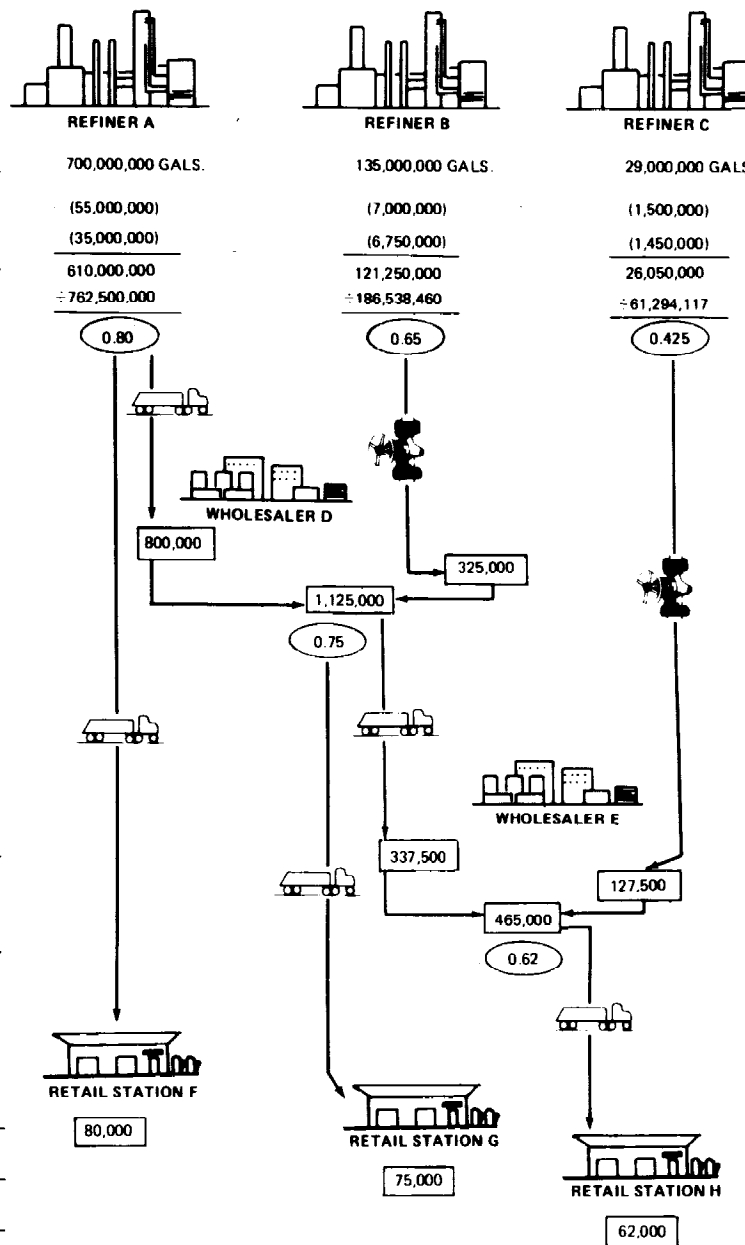 REFINER A
REFINER B
REFINER C
700,000,000 GALS.
135,000,000 GALS.
29,000,000 GALS
(55.000,000)
(7,000,000)
(1,500,000)
(35,000,000)
(6,750,000)
(1,450,000)
610,000,000
121,250,000
26,050,000
÷762,500,000
÷186,538,460
÷61,294,117
0.80
0.65
0.425
WHOLESALER D
800,000
325,000
1,125,000
0.75
WHOLESALER E
337,500
127,500
465,000
0.62
RETAIL STATION F
80,000
RETAIL STATION G
75,000
RETAIL STATION H
62,000